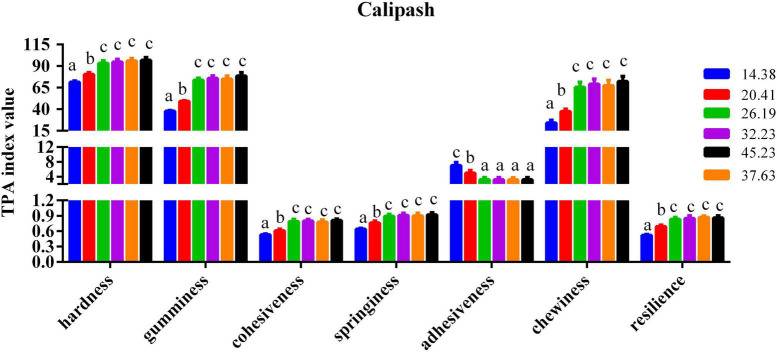 Calipash
TPA index value
115
90
65
40
15
12
8
4
1.2
0.9
0.6
0.3
0.0
a b c c c c
a b c c c c
a b c c c c
a b c c c c
c b a a a a
a b c c c c
a b c c c c
hardness
gumminess
cohesiveness
springiness
adhesiveness
chewiness
resilience
14.38
20.41
26.19
32.23
45.23
37.63